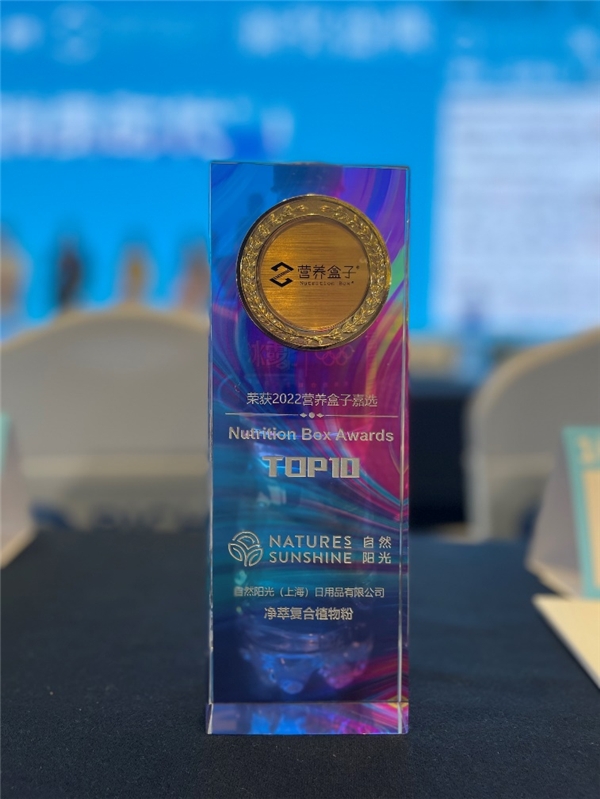 营养盒子®
Nutrition Box®
荣获2022营养盒子嘉选
Nutrition Box Awards
TOP10
NATURES 自然
SUNSHINE 阳光
自然阳光（上海）日用品有限公司
净萃复合植物粉